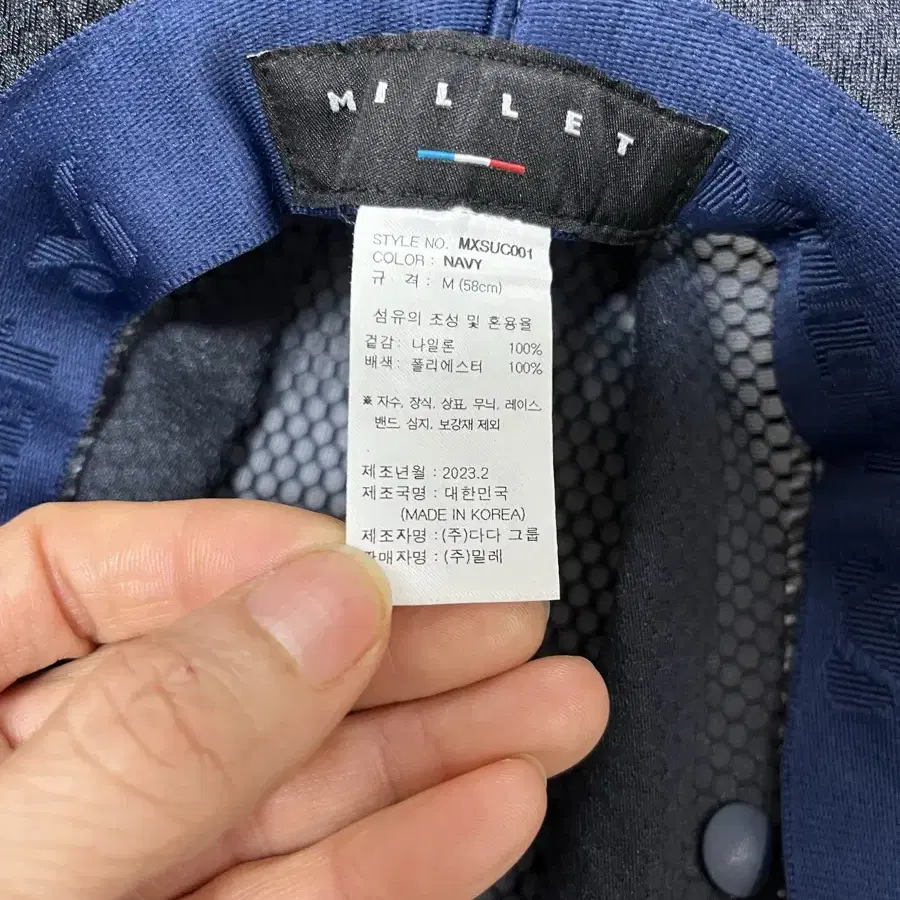 MILLET
STYLE NO. MXSUC001
COLOR : NAVY
규 격 : M (58cm)
섬유의 조성 및 혼용율
겉감 : 나일론 100%
배색 : 폴리에스터 100%
※ 자수, 장식, 상표, 무늬, 레이스,
밴드, 심지, 보강재 제외
제조년월 : 2023.2
제조국명 : 대한민국
(MADE IN KOREA)
제조자명 : (주)다다 그룹
판매자명 : (주)밀레